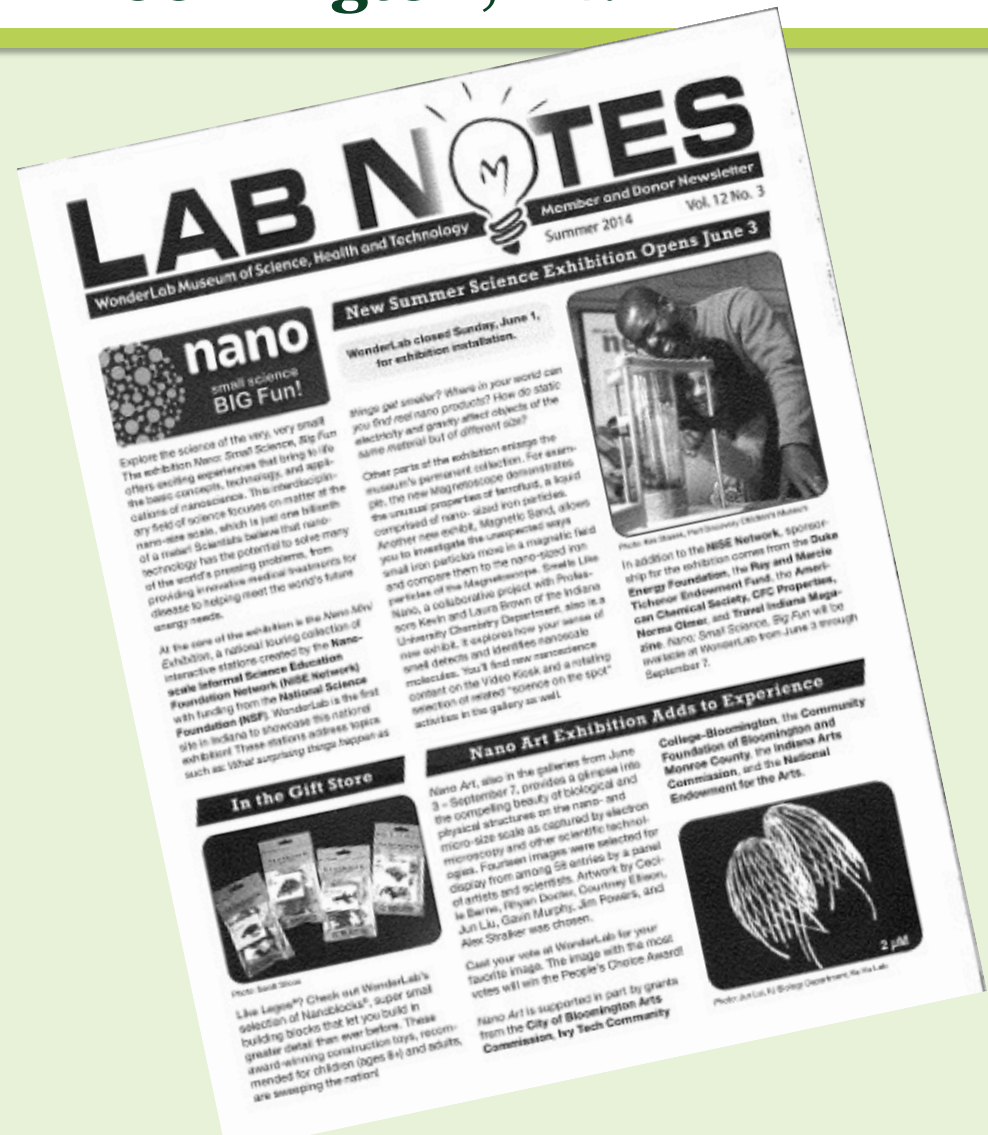 LAB NOTES
WonderLab Museum of Science, Health and Technology
Member and Donor Newsletter
Summer 2014
Vol. 12 No. 3
New Summer Science Exhibition Opens June 3
nano
small science
BIG Fun!
Explore the science of the very, very small!
The exhibition Nano: Small Science, Big Fun
offers exciting experiences that bring to life
the basic concepts, technology, and appli-
cations of nanoscience. This interdisciplin-
ary field of science focuses on matter at the
nano-size scale, which is just one billionth
of a meter! Scientists believe that nano-
technology has the potential to solve many
of the world's pressing problems, from
providing innovative medical treatments for
disease to helping meet the world's future
energy needs.
At the core of the exhibition is the Nano Mini
Exhibition, a national touring collection of
interactive stations created by the Nano-
scale Informal Science Education
Foundation Network (NISE Network)
with funding from the National Science
Foundation (NSF). WonderLab is the first
site in Indiana to showcase this national
exhibition! These stations address topics
such as: What surprising things happen as
WonderLab closed Sunday, June 1,
for exhibition installation.
things get smaller? Where in your world can
you find real nano products? How do static
electricity and gravity affect objects of the
same material but of different size?
Other parts of the exhibition enlarge the
museum's permanent collection. For exam-
ple, the new Magnetoscope demonstrates
the unusual properties of ferrofluid, a liquid
comprised of nano- sized iron particles.
Another new exhibit, Magnetic Sand, allows
you to investigate the unexpected ways
small iron particles move in a magnetic field
and compare them to the nano-sized iron
particles of the Magnetoscope. Smells Like
Nano, a collaborative project with Profes-
sors Kevin and Laura Brown of the Indiana
University Chemistry Department, also is a
new exhibit. It explores how your sense of
smell detects and identifies nanoscale
molecules. You'll find new nanoscience
content on the Video Kiosk and a rotating
selection of related "science on the spot"
activities in the gallery as well.
Discovery Children's Museum
In addition to the NISE Network, sponsor-
ship for the exhibition comes from the Duke
Energy Foundation, the Ray and Marcie
Tichenor Endowment Fund, the Ameri-
can Chemical Society, CFC Properties,
Norma Olmer, and Travel Indiana Maga-
zine. Nano: Small Science, Big Fun will be
available at WonderLab from June 3 through
September 7.
In the Gift Store
Like Legos®? Check out WonderLab's
selection of Nanoblocks®, super small
building blocks that let you build in
greater detail than ever before. These
award-winning construction toys, recom-
mended for children (ages 8+) and adults,
are sweeping the nation!
Nano Art Exhibition Adds to Experience
Nano Art, also in the galleries from June
3 – September 7, provides a glimpse into
the compelling beauty of biological and
physical structures on the nano- and
micro-size scale as captured by electron
microscopy and other scientific technol-
ogies. Fourteen images were selected for
display from among 58 entries by a panel
of artists and scientists. Artwork by Ceci-
le Berne, Rhyan Dockter, Courtney Ellison,
Jun Liu, Gavin Murphy, Jim Powers, and
Alex Straiker was chosen.
Cast your vote at WonderLab for your
favorite image. The image with the most
votes will win the People's Choice Award!
Nano Art is supported in part by grants
from the City of Bloomington Arts
Commission, Ivy Tech Community
College-Bloomington, the Community
Foundation of Bloomington and
Monroe County, the Indiana Arts
Commission, and the National
Endowment for the Arts.
2 µM